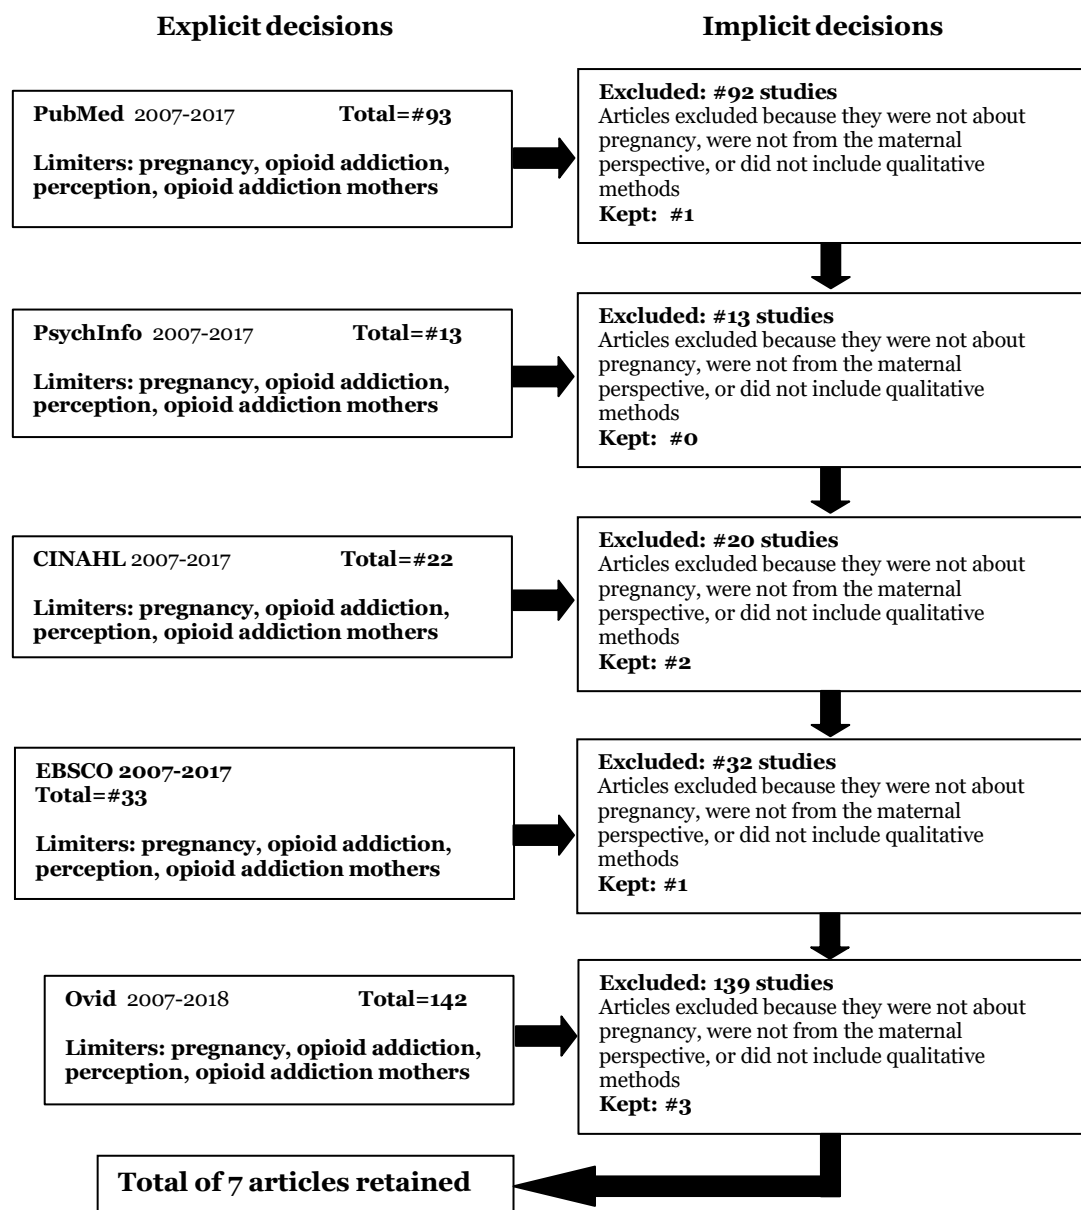 Explicit decisions
Implicit decisions
PubMed 2007-2017 Total=#93
Limiters: pregnancy, opioid addiction,
perception, opioid addiction mothers
Excluded: #92 studies
Articles excluded because they were not about
pregnancy, were not from the maternal
perspective, or did not include qualitative
methods
Kept: #1
PsychInfo 2007-2017 Total=#13
Limiters: pregnancy, opioid addiction,
perception, opioid addiction mothers
Excluded: #13 studies
Articles excluded because they were not about
pregnancy, were not from the maternal
perspective, or did not include qualitative
methods
Kept: #0
CINAHL 2007-2017 Total=#22
Limiters: pregnancy, opioid addiction,
perception, opioid addiction mothers
Excluded: #20 studies
Articles excluded because they were not about
pregnancy, were not from the maternal
perspective, or did not include qualitative
methods
Kept: #2
EBSCO 2007-2017
Total=#33
Limiters: pregnancy, opioid addiction,
perception, opioid addiction mothers
Excluded: #32 studies
Articles excluded because they were not about
pregnancy, were not from the maternal
perspective, or did not include qualitative
methods
Kept: #1
Ovid 2007-2018 Total=142
Limiters: pregnancy, opioid addiction,
perception, opioid addiction mothers
Excluded: 139 studies
Articles excluded because they were not about
pregnancy, were not from the maternal
perspective, or did not include qualitative
methods
Kept: #3
Total of 7 articles retained